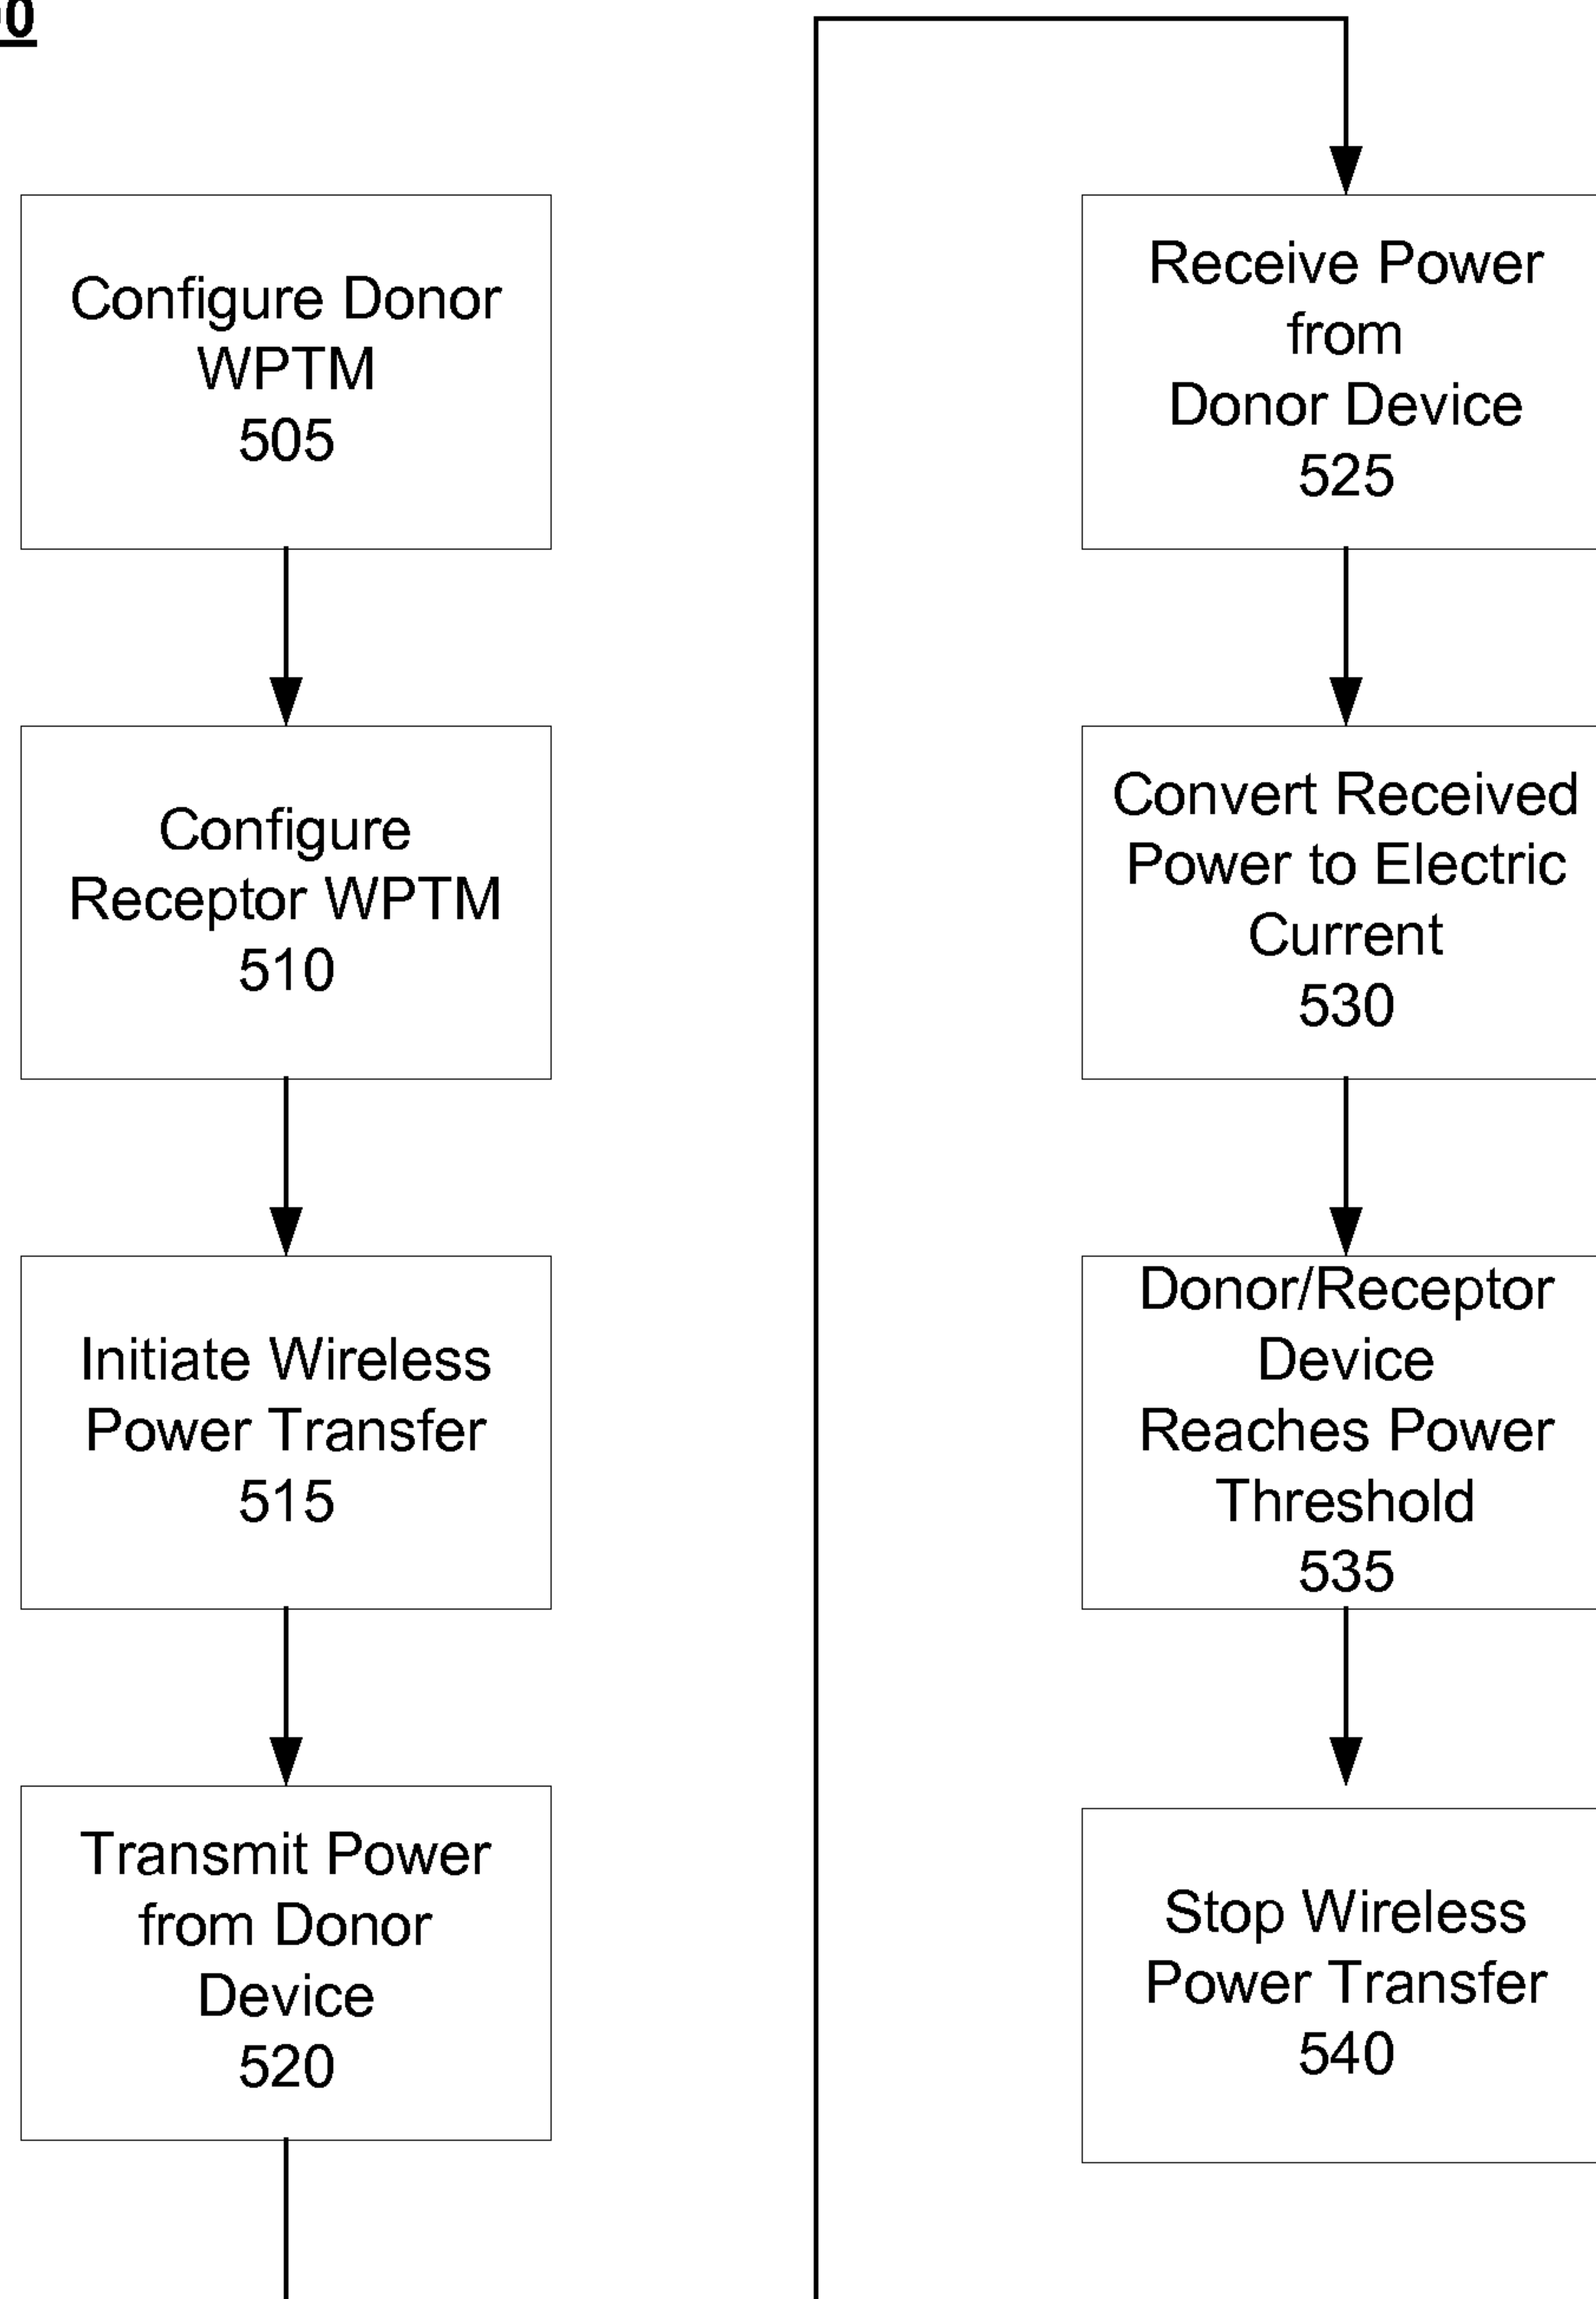 Configure Donor
WPTM
505
Configure
Receptor WPTM
510
Initiate Wireless
Power Transfer
515
Transmit Power
from Donor
Device
520
Receive Power
from
Donor Device
525
Convert Received
Power to Electric
Current
530
Donor/Receptor
Device
Reaches Power
Threshold
535
Stop Wireless
Power Transfer
540